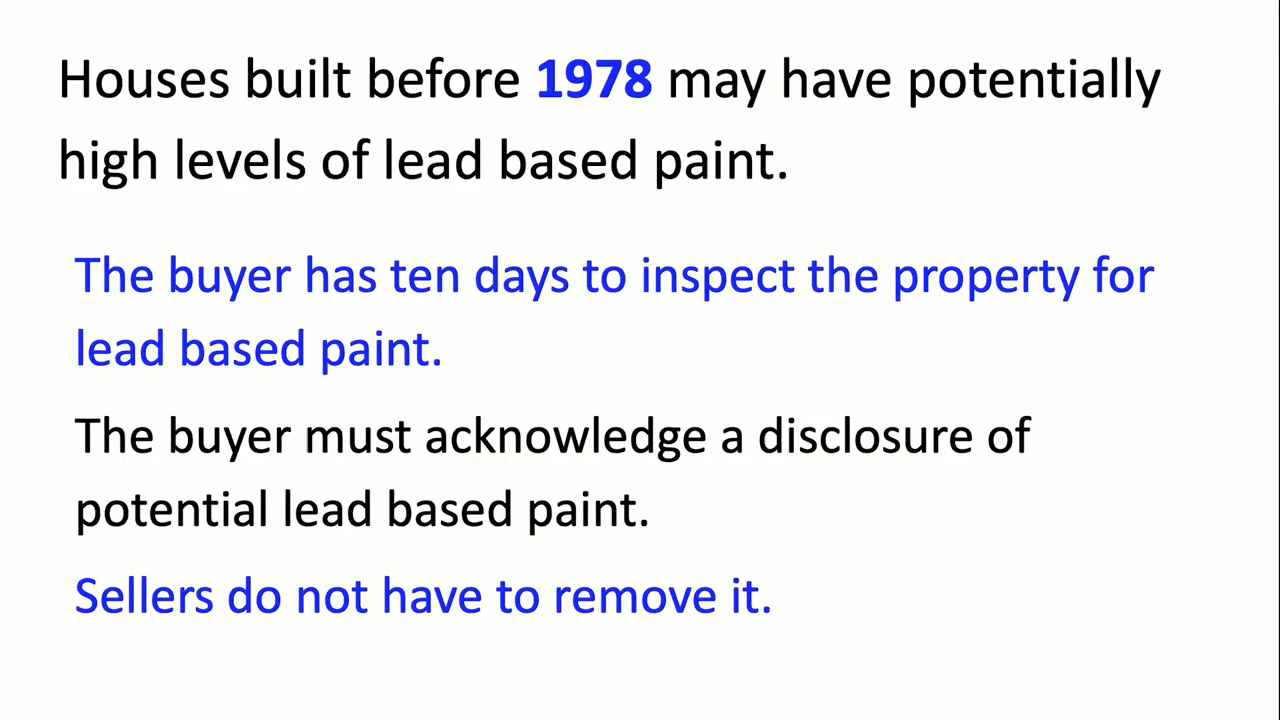 Houses built before 1978 may have potentially
high levels of lead based paint.
The buyer has ten days to inspect the property for
lead based paint.
The buyer must acknowledge a disclosure of
potential lead based paint.
Sellers do not have to remove it.